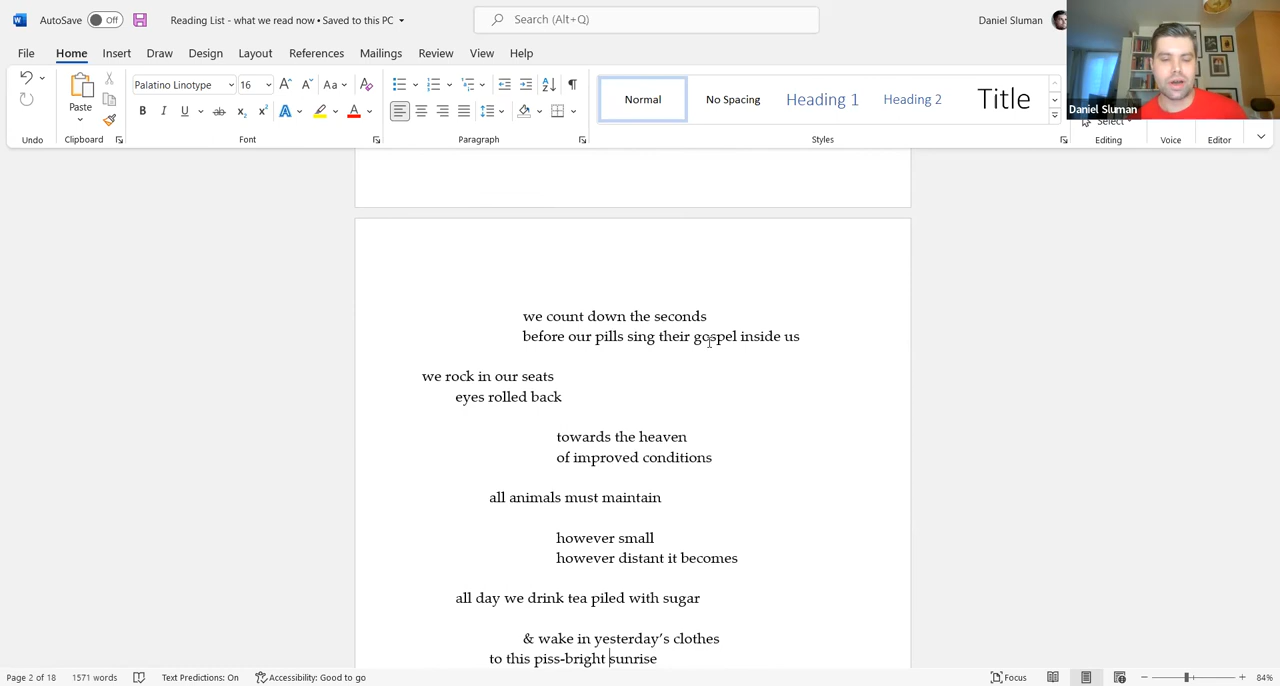 AutoSave Off Reading List - what we read now • Saved to this PC Search (Alt+Q) Daniel Sluman
File Home Insert Draw Design Layout References Mailings Review View Help
Palatino Linotype 16 Aa Normal No Spacing Heading 1 Heading 2 Title
Paste
Daniel Sluman
Select
Undo Clipboard Font Paragraph Styles Editing Voice Editor
we count down the seconds
before our pills sing their gospel inside us
we rock in our seats
eyes rolled back
towards the heaven
of improved conditions
all animals must maintain
however small
however distant it becomes
all day we drink tea piled with sugar
& wake in yesterday’s clothes
to this piss-bright sunrise
Page 2 of 18 1571 words Text Predictions: On Accessibility: Good to go Focus 84%